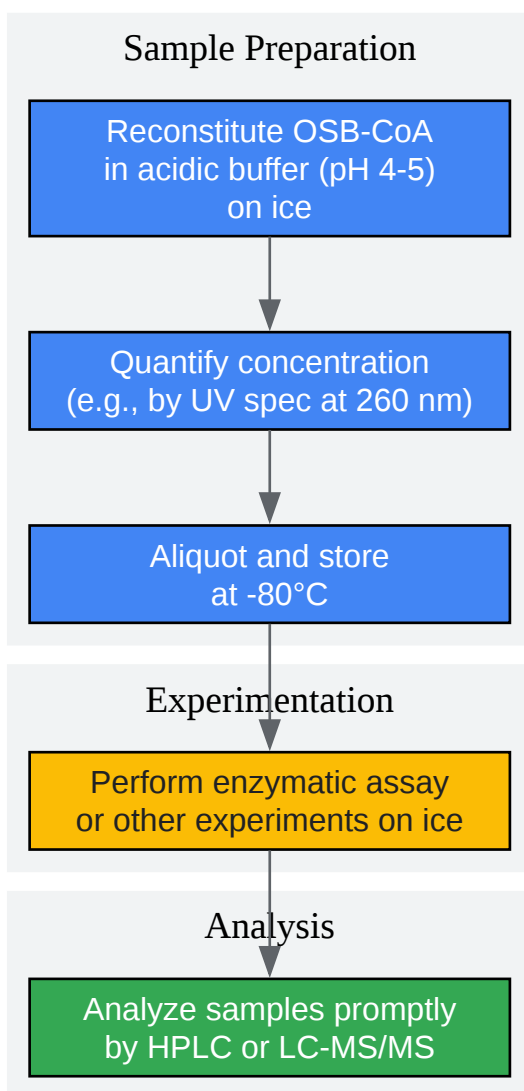 Sample Preparation
Reconstitute OSB-CoA
in acidic buffer (pH 4-5)
on ice
Quantify concentration
(e.g., by UV spec at 260 nm)
Aliquot and store
at -80°C
Experimentation
Perform enzymatic assay
or other experiments on ice
Analysis
Analyze samples promptly
by HPLC or LC-MS/MS